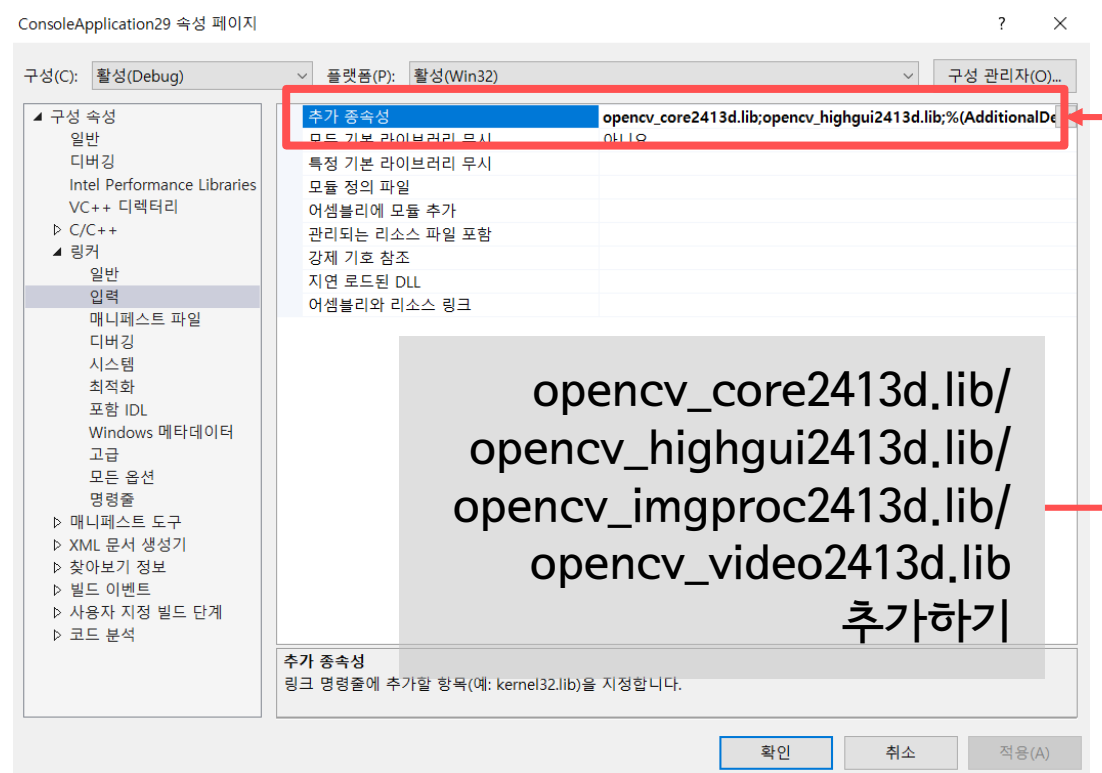 ConsoleApplication29 속성 페이지
구성(C): 활성(Debug) 플랫폼(P): 활성(Win32) 구성 관리자(O)...
구성 속성
일반
디버깅
Intel Performance Libraries
VC++ 디렉터리
C/C++
링커
일반
입력
매니페스트 파일
디버깅
시스템
최적화
포함 IDL
Windows 메타데이터
고급
모든 옵션
명령줄
매니페스트 도구
XML 문서 생성기
찾아보기 정보
빌드 이벤트
사용자 지정 빌드 단계
코드 분석
추가 종속성 opencv_core2413d.lib;opencv_highgui2413d.lib;%(AdditionalDe
모든 기본 라이브러리 무시 아니요
특정 기본 라이브러리 무시
모듈 정의 파일
어셈블리에 모듈 추가
관리되는 리소스 파일 포함
강제 기호 참조
지연 로드된 DLL
어셈블리와 리소스 링크
opencv_core2413d.lib/
opencv_highgui2413d.lib/
opencv_imgproc2413d.lib/
opencv_video2413d.lib
추가하기
추가 종속성
링크 명령줄에 추가할 항목(예: kernel32.lib)을 지정합니다.
확인 취소 적용(A)